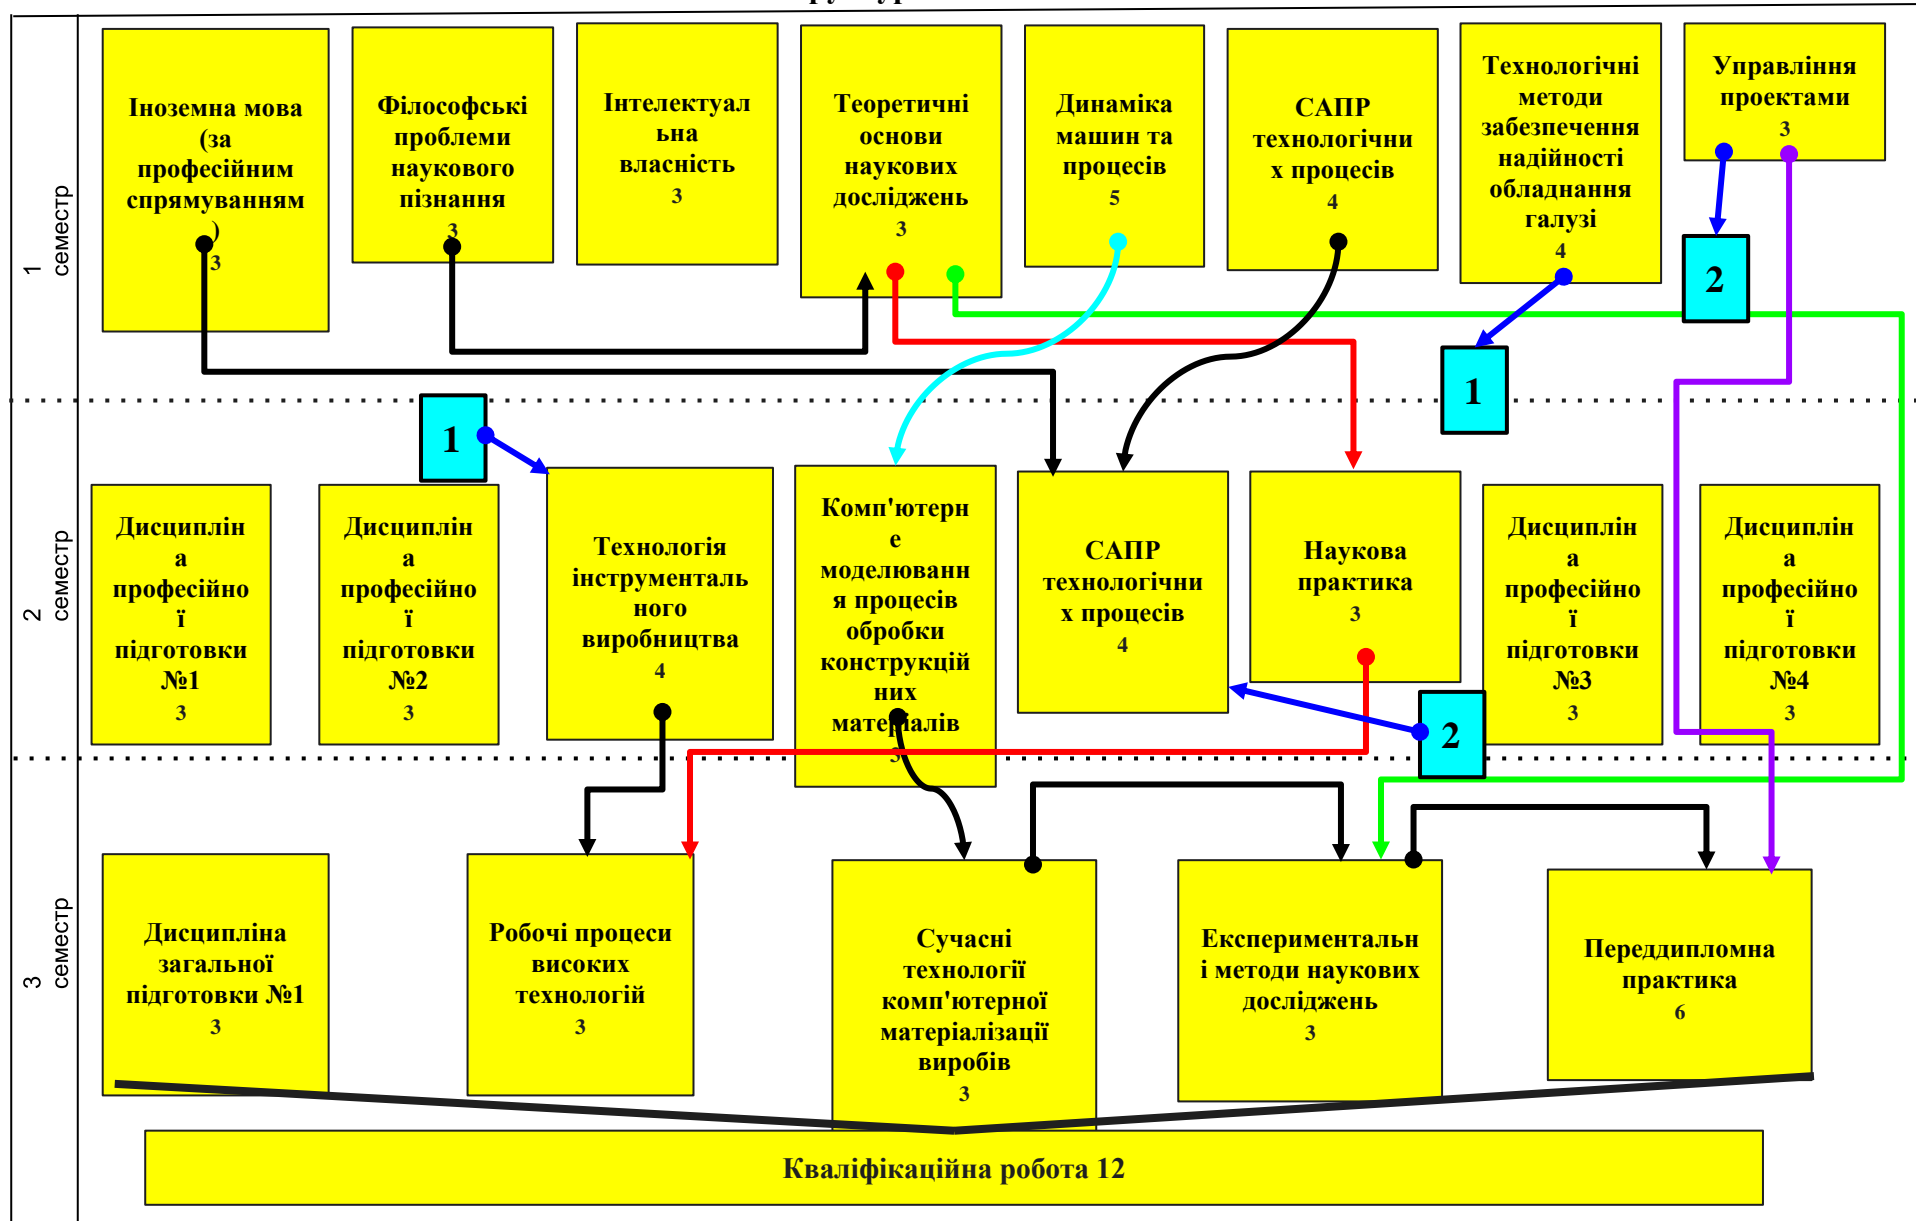 1
семестр
Іноземна мова
(за
професійним
спрямуванням
)
3
Філософські
проблеми
наукового
пізнання
3
Інтелектуал
ьна
власність
3
Теоретичні
основи
наукових
досліджень
3
Динаміка
машин та
процесів
5
САПР
технологічни
х процесів
4
Технологічні
методи
забезпечення
надійності
обладнання
галузі
4
Управління
проектами
3
2
1
2
семестр
1
Дисциплін
а
професійно
ї
підготовки
№1
3
Дисциплін
а
професійно
ї
підготовки
№2
3
Технологія
інструменталь
ного
виробництва
4
Комп'ютерн
е
моделюванн
я процесів
обробки
конструкцій
них
матеріалів
3
САПР
технологічни
х процесів
4
Наукова
практика
3
2
Дисциплін
а
професійно
ї
підготовки
№3
3
Дисциплін
а
професійно
ї
підготовки
№4
3
3
семестр
Дисципліна
загальної
підготовки №1
3
Робочі процеси
високих
технологій
3
Сучасні
технології
комп'ютерної
матеріалізації
виробів
3
Експериментальн
і методи наукових
досліджень
3
Переддипломна
практика
6
Кваліфікаційна робота 12